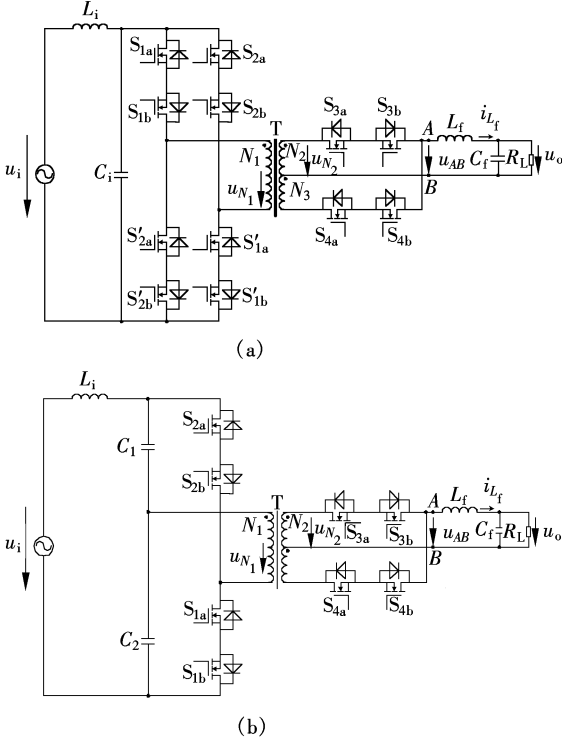 Li
S1a
S2a
S1b
S2b
T
S3a
S3b
A
Lf
iLf
ui
Ci
N1
N2
uN2
uN1
N3
uAB
Cf
RL
uo
B
S4a
S4b
S′2a
S′1a
S′2b
S′1b
(a)
Li
S2a
C1
S2b
T
A
Lf
iLf
N1
N2
uN2
S3a
S3b
uAB
Cf
RL
uo
ui
uN1
B
S1a
S4a
S4b
C2
S1b
(b)